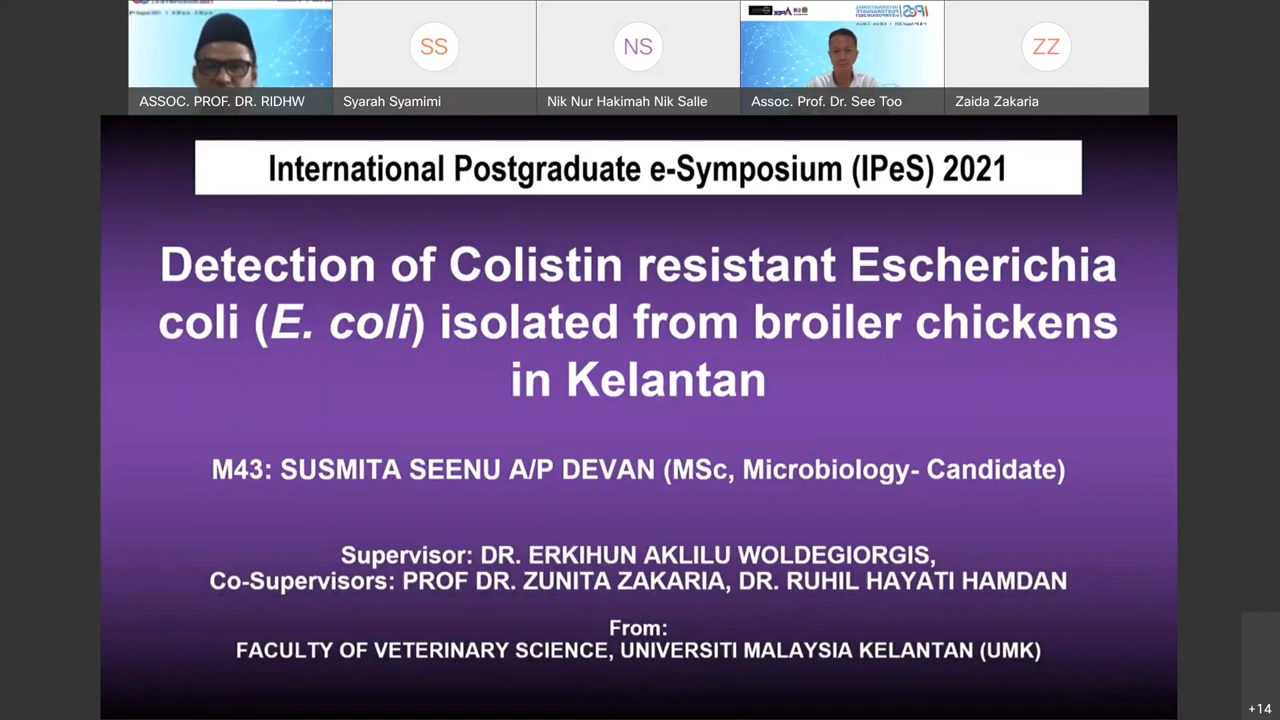 ASSOC. PROF. DR. RIDHW
SS
Syarah Syamimi
NS
Nik Nur Hakimah Nik Salle
Assoc. Prof. Dr. See Too
ZZ
Zaida Zakaria
International Postgraduate e-Symposium (IPeS) 2021
Detection of Colistin resistant Escherichia
coli (E. coli) isolated from broiler chickens
in Kelantan
M43: SUSMITA SEENU A/P DEVAN (MSc, Microbiology- Candidate)
Supervisor: DR. ERKIHUN AKLILU WOLDEGIORGIS,
Co-Supervisors: PROF DR. ZUNITA ZAKARIA, DR. RUHIL HAYATI HAMDAN
From:
FACULTY OF VETERINARY SCIENCE, UNIVERSITI MALAYSIA KELANTAN (UMK)
+14